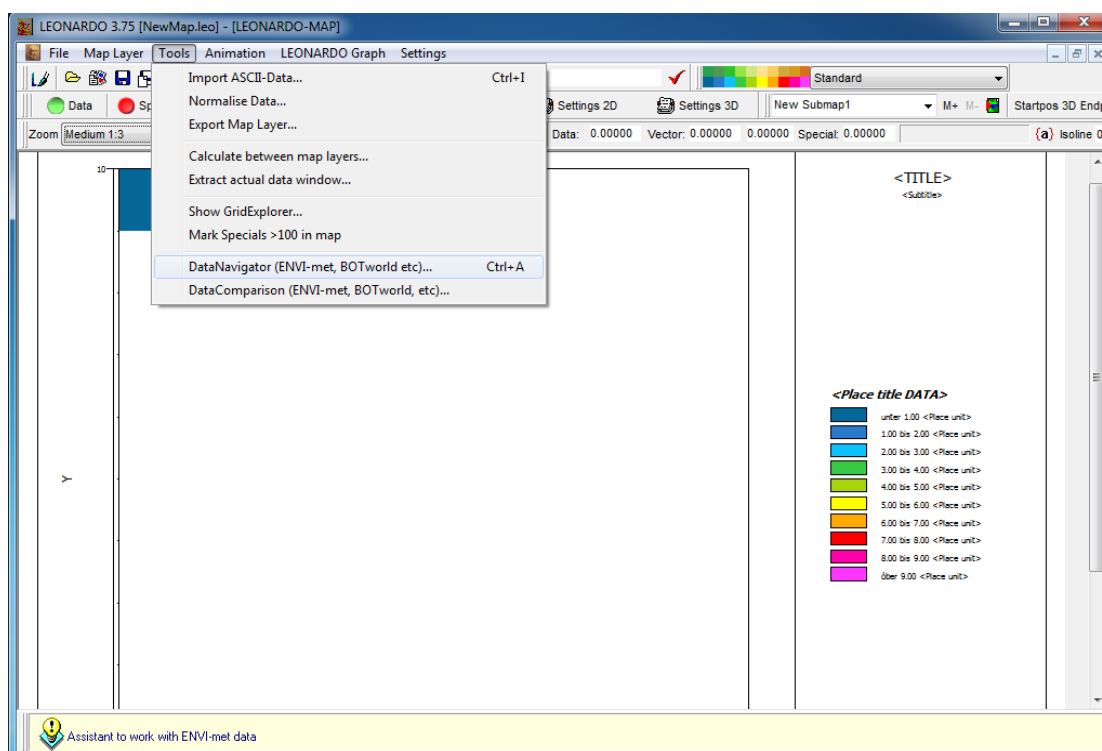 LEONARDO 3.75 [NewMap.leo] - [LEONARDO-MAP]
File Map Layer Tools Animation LEONARDO Graph Settings
Standard
Data Settings 2D Settings 3D New Submap1 M+ M- Startpos 3D
Zoom Medium 1:3 Data: 0.00000 Vector: 0.00000 0.00000 Special: 0.00000 {a} Isoline
Import ASCII-Data... Ctrl+I
Normalise Data...
Export Map Layer...
Calculate between map layers...
Extract actual data window...
Show GridExplorer...
Mark Specials >100 in map
DataNavigator (ENVI-met, BOTworld etc)... Ctrl+A
DataComparison (ENVI-met, BOTworld, etc)...
10
Y
<TITLE>
<Subtitle>
<Place title DATA>
unter 1.00 <Place unit>
1.00 bis 2.00 <Place unit>
2.00 bis 3.00 <Place unit>
3.00 bis 4.00 <Place unit>
4.00 bis 5.00 <Place unit>
5.00 bis 6.00 <Place unit>
6.00 bis 7.00 <Place unit>
7.00 bis 8.00 <Place unit>
8.00 bis 9.00 <Place unit>
9.00 <Place unit>
Assistant to work with ENVI-met data